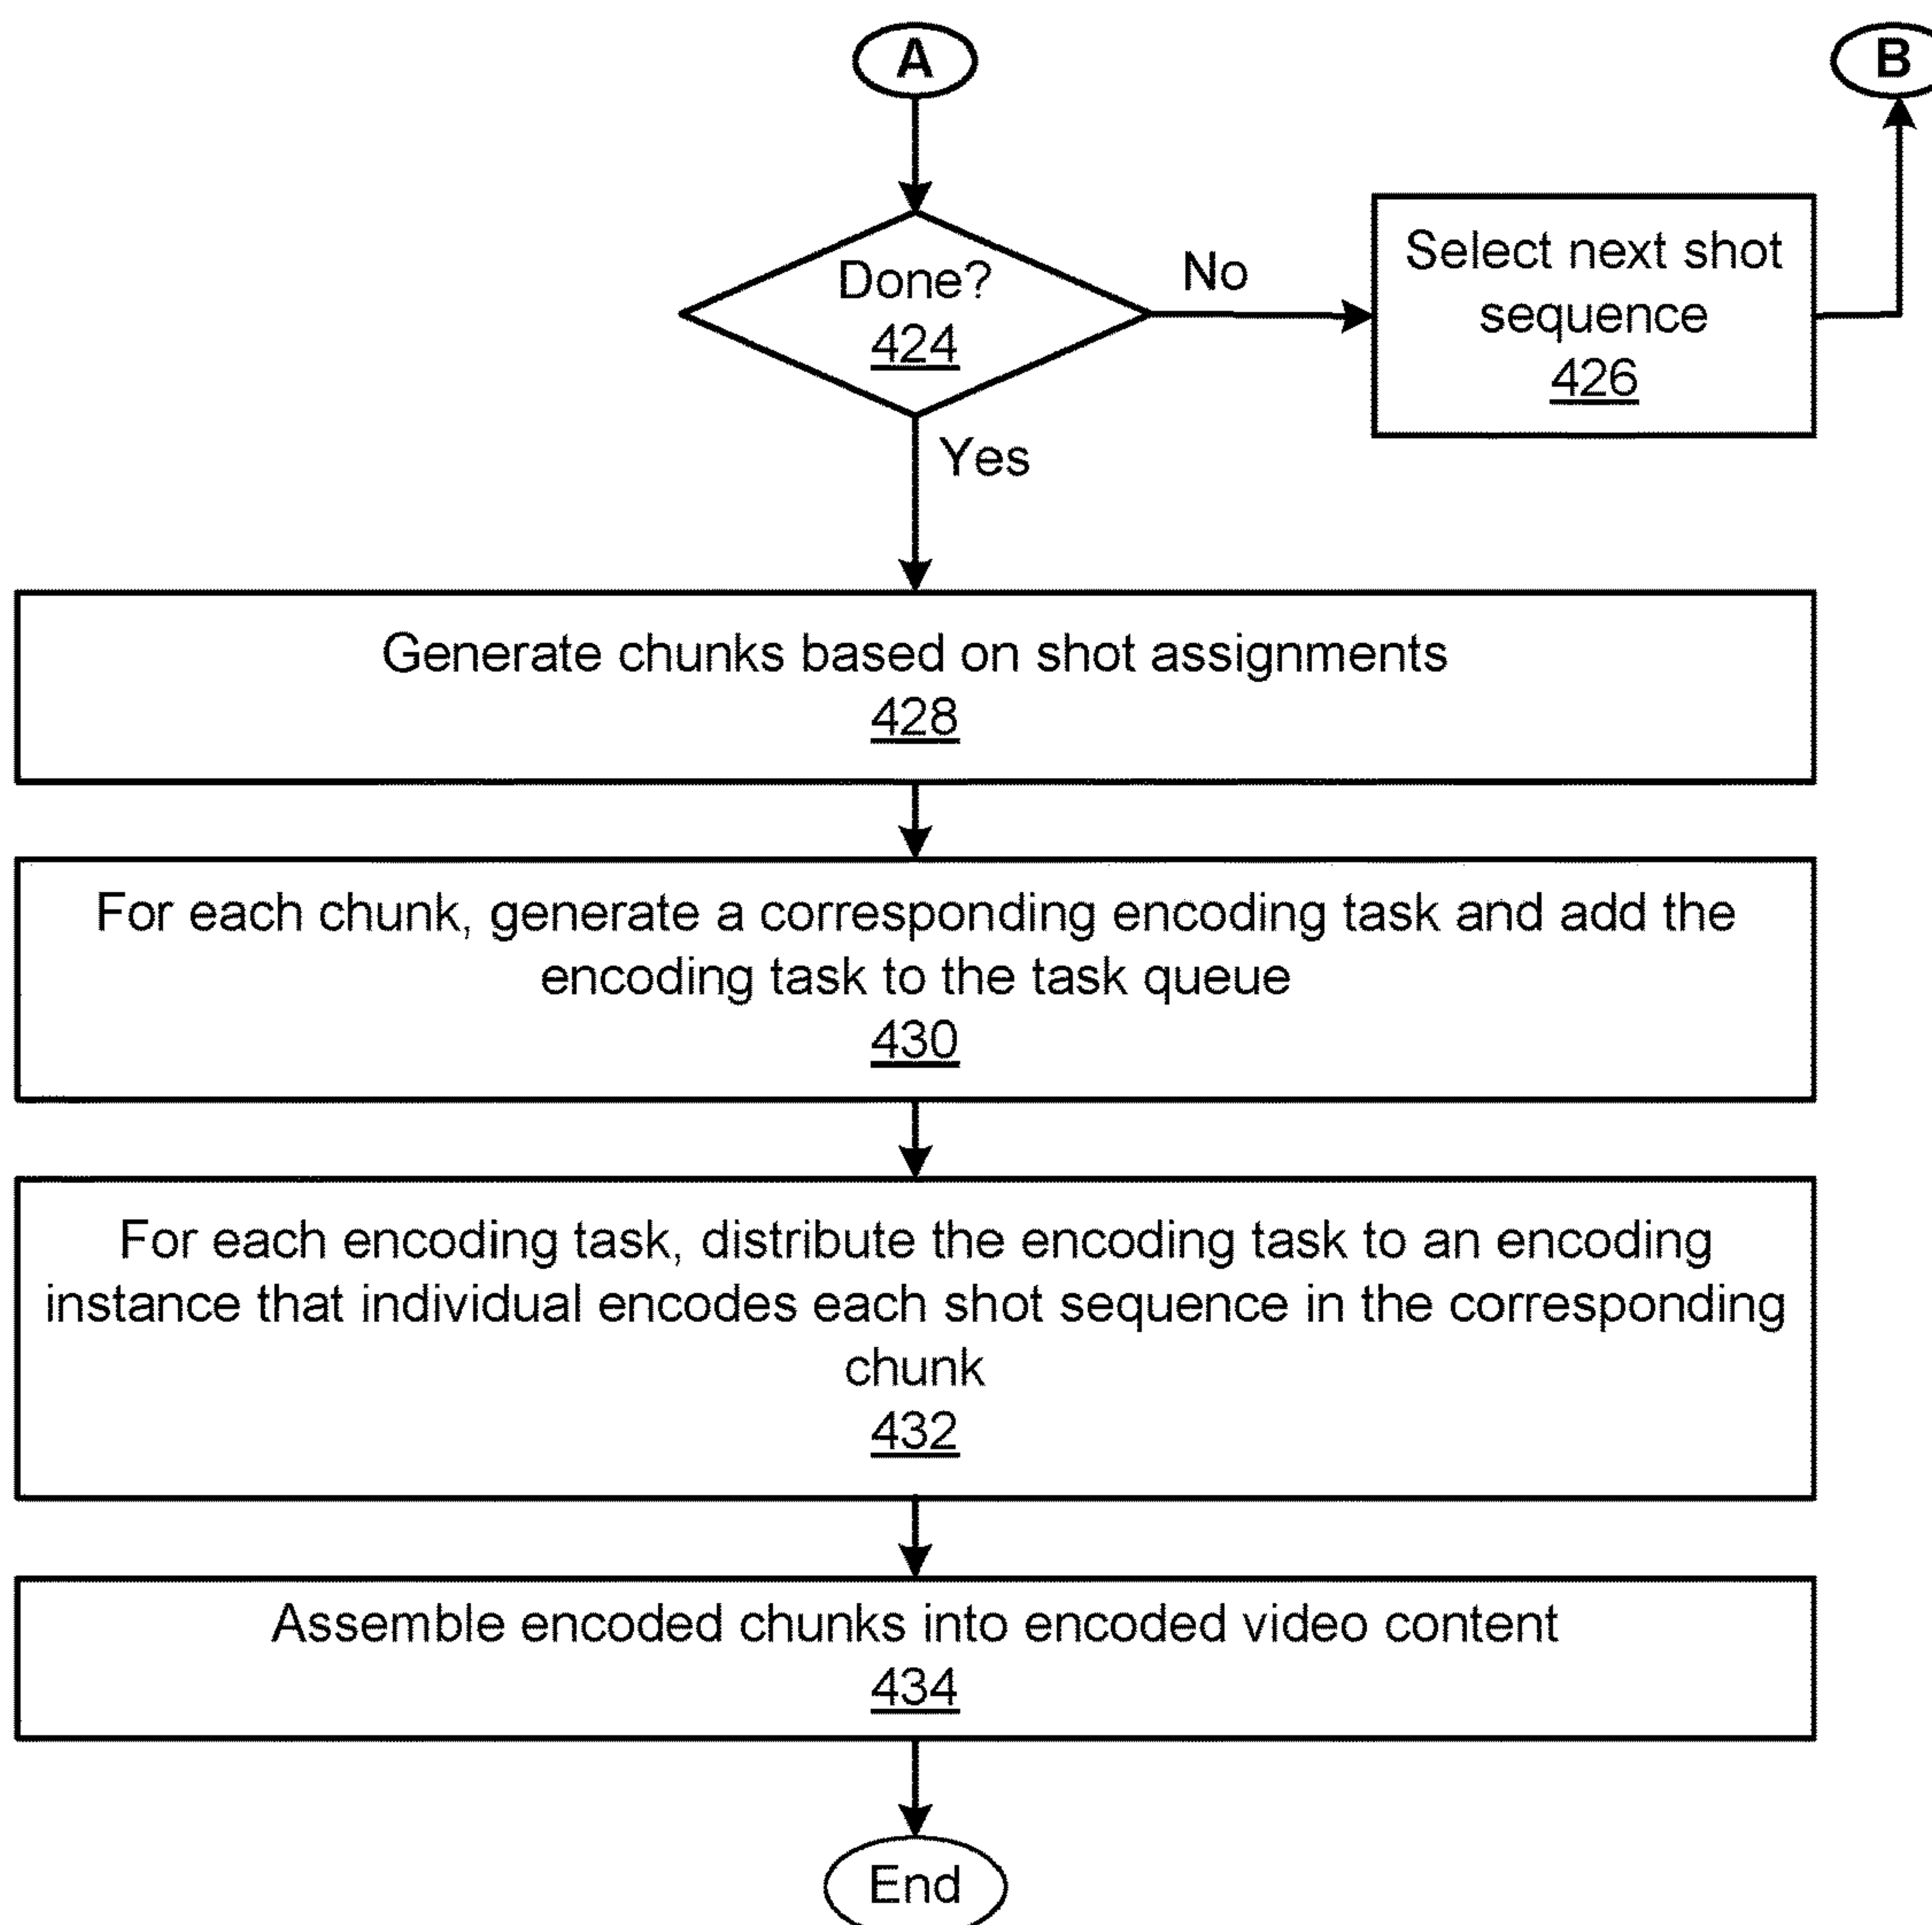 A
B
Done?
424
No
Select next shot
sequence
426
Yes
Generate chunks based on shot assignments
428
For each chunk, generate a corresponding encoding task and add the
encoding task to the task queue
430
For each encoding task, distribute the encoding task to an encoding
instance that individual encodes each shot sequence in the corresponding
chunk
432
Assemble encoded chunks into encoded video content
434
End